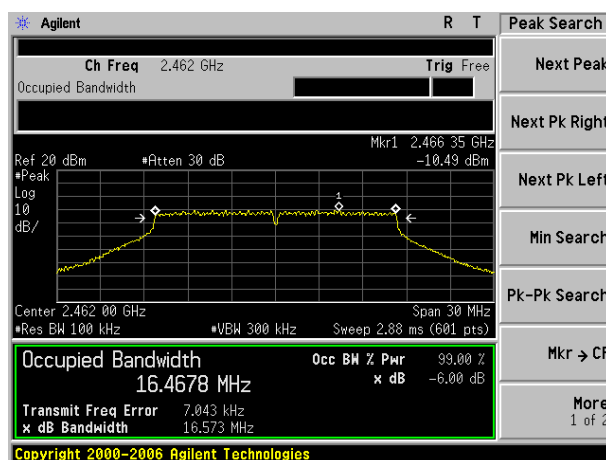 Agilent R T Peak Search
Ch Freq 2.462 GHz Trig Free
Occupied Bandwidth
Next Peak
Next Pk Right
Next Pk Left
Min Search
Pk-Pk Search
Mkr → CF
More
1 of 2
Mkr1 2.466 35 GHz
Ref 20 dBm #Atten 30 dB -10.49 dBm
#Peak
Log
10
dB/
1
Center 2.462 00 GHz Span 30 MHz
#Res BW 100 kHz #VBW 300 kHz Sweep 2.88 ms (601 pts)
Occupied Bandwidth Occ BW % Pwr 99.00 %
16.4678 MHz x dB -6.00 dB
Transmit Freq Error 7.043 kHz
x dB Bandwidth 16.573 MHz
Copyright 2000-2006 Agilent Technologies